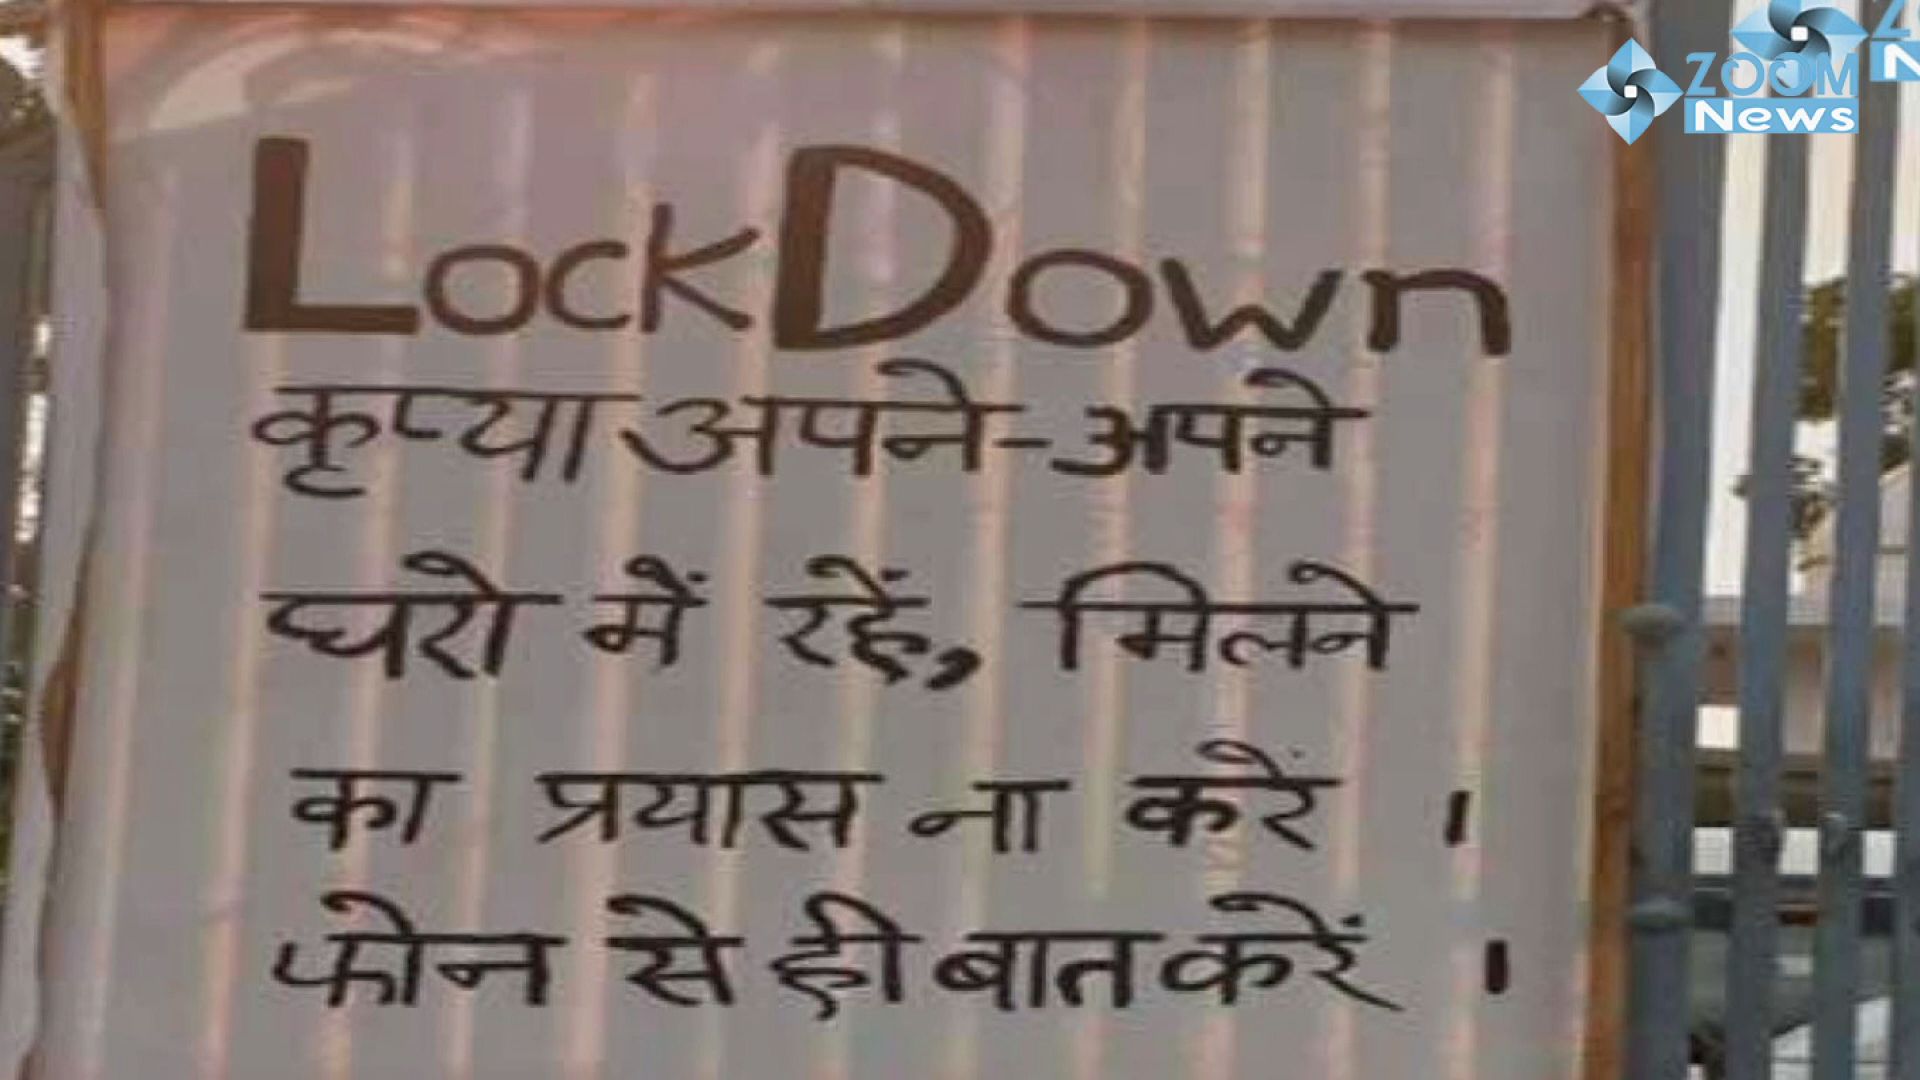 ZOOM
News
LockDown
कृप्या अपने-अपने
घरो में रहें, मिलने
का प्रयास ना करें ।
फोन से ही बात करें ।